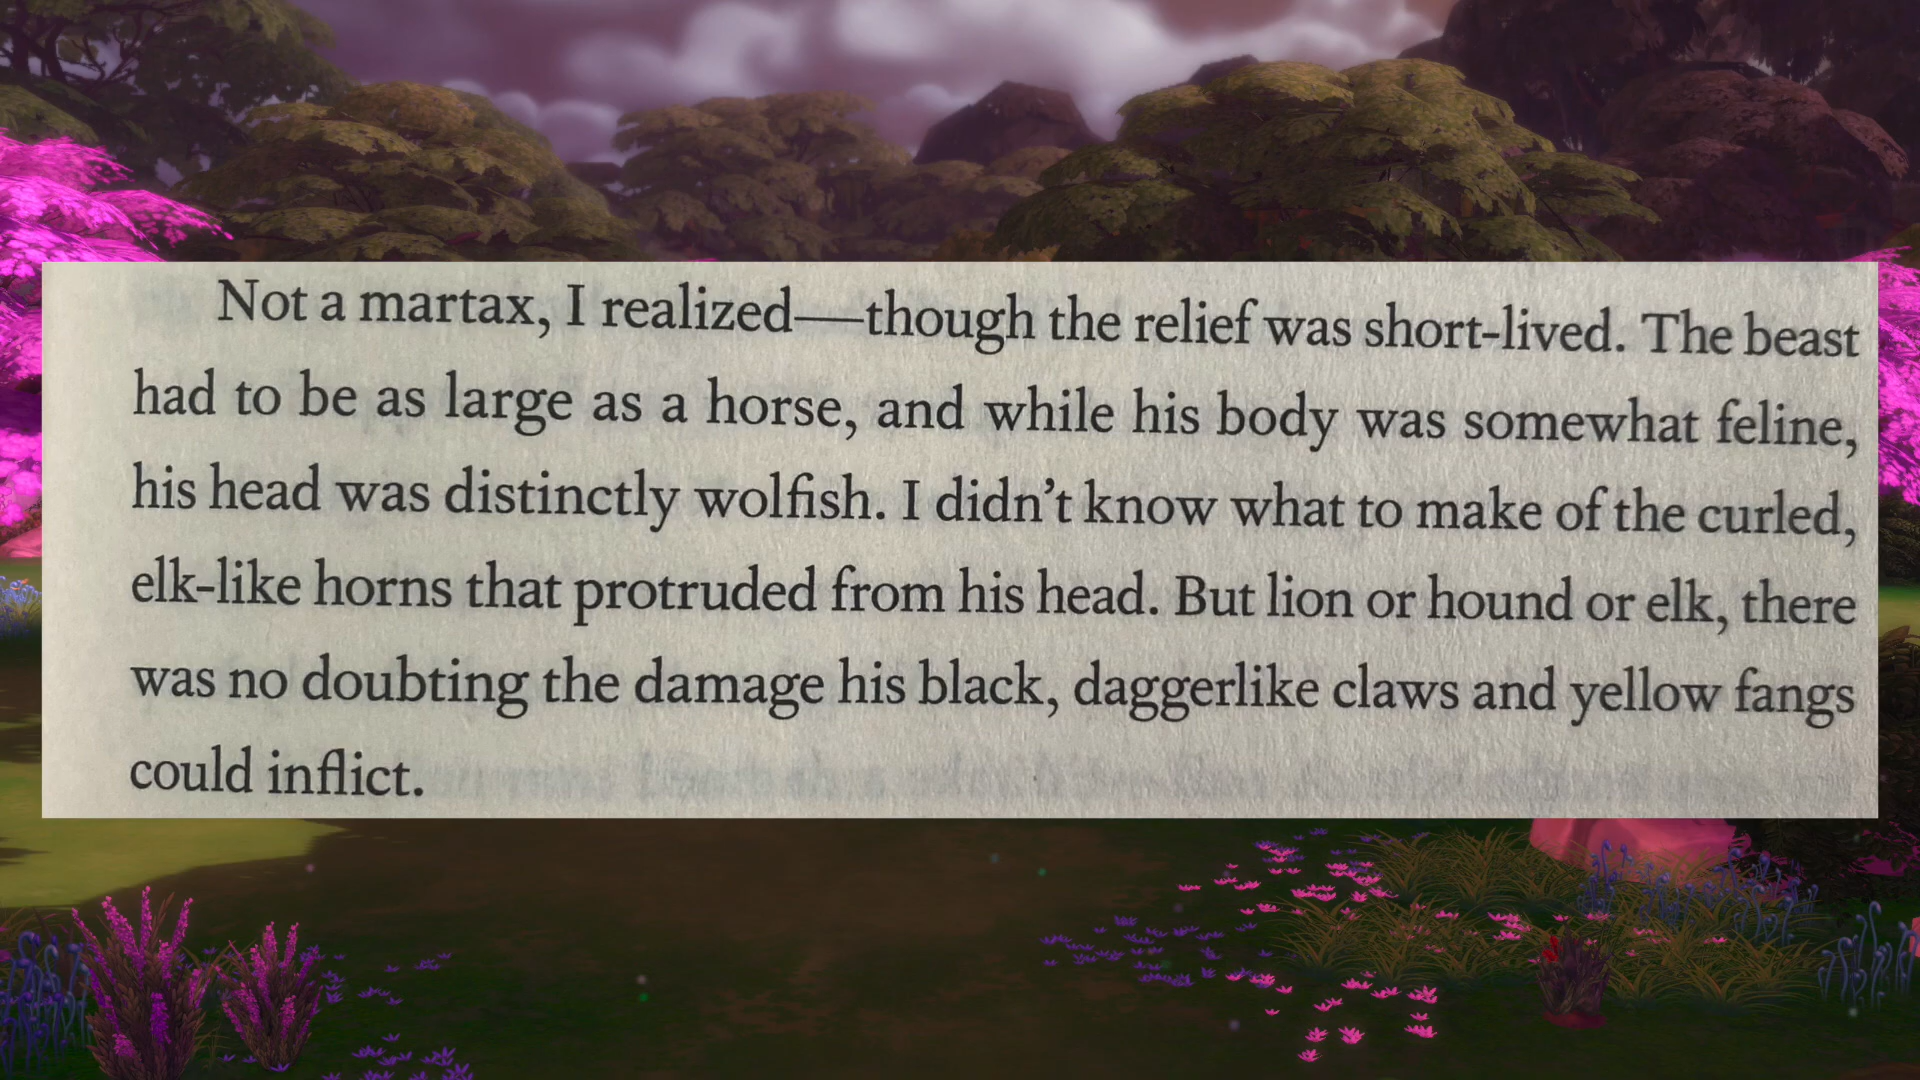 Not a martax, I realized—though the relief was short-lived. The beast
had to be as large as a horse, and while his body was somewhat feline,
his head was distinctly wolfish. I didn't know what to make of the curled,
elk-like horns that protruded from his head. But lion or hound or elk, there
was no doubting the damage his black, daggerlike claws and yellow fangs
could inflict.